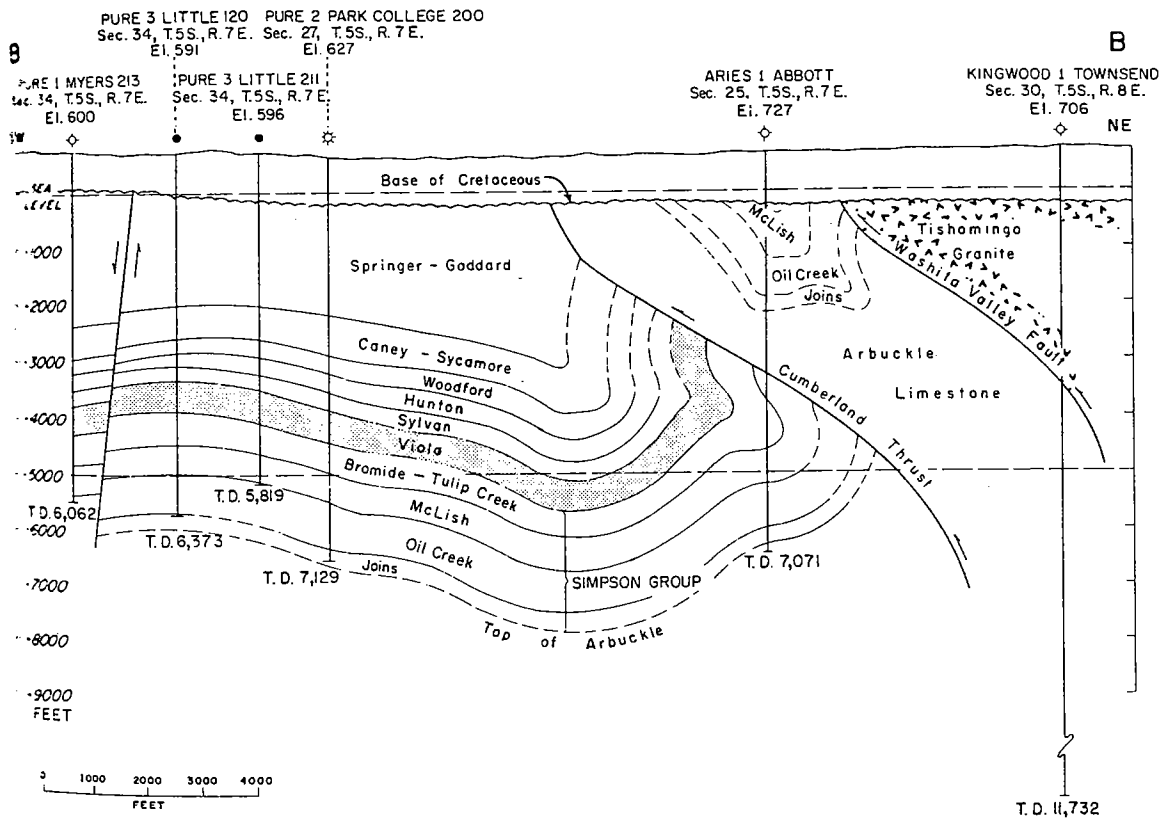 PURE 3 LITTLE 120
Sec. 34, T.5S., R.7E.
El. 591
PURE 2 PARK COLLEGE 200
Sec. 27, T.5S., R.7E.
El. 627
B
1 MYERS 213
34, T.5S., R.7E.
El. 600
PURE 3 LITTLE 211
Sec. 34, T.5S., R.7E.
El. 596
ARIES 1 ABBOTT
Sec. 25, T.5S., R.7E.
El. 727
KINGWOOD 1 TOWNSEND
Sec. 30, T.5S., R.8E.
El. 706
NE
SEA
LEVEL
Base of Cretaceous
McLish
Tishomingo
Granite
Washita Valley Fault
Springer - Goddard
Oil Creek
Joins
Arbuckle
Limestone
Cumberland Thrust
Caney - Sycamore
Woodford
Hunton
Sylvan
Viola
Bromide - Tulip Creek
McLish
Oil Creek
Joins
SIMPSON GROUP
Top of Arbuckle
-1000
-2000
-3000
-4000
-5000
-6000
-7000
-8000
-9000
FEET
T.D. 6,062
T.D. 6,373
T.D. 5,819
T.D. 7,129
T.D. 7,071
T.D. 11,732
1000 2000 3000 4000
FEET